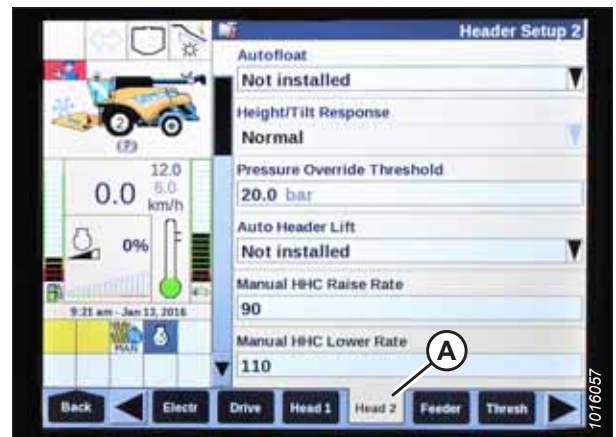 Header Setup 2
Autofloat
Not installed
Height/Tilt Response
Normal
Pressure Override Threshold
20.0 bar
Auto Header Lift
Not installed
Manual HHC Raise Rate
90
Manual HHC Lower Rate
110
2
(P)
12.0
6.0
0.0
km/h
0%
9:21 am - Jan 13, 2016
MAN
A
Back
Electr
Drive
Head 1
Head 2
Feeder
Thresh
1016057